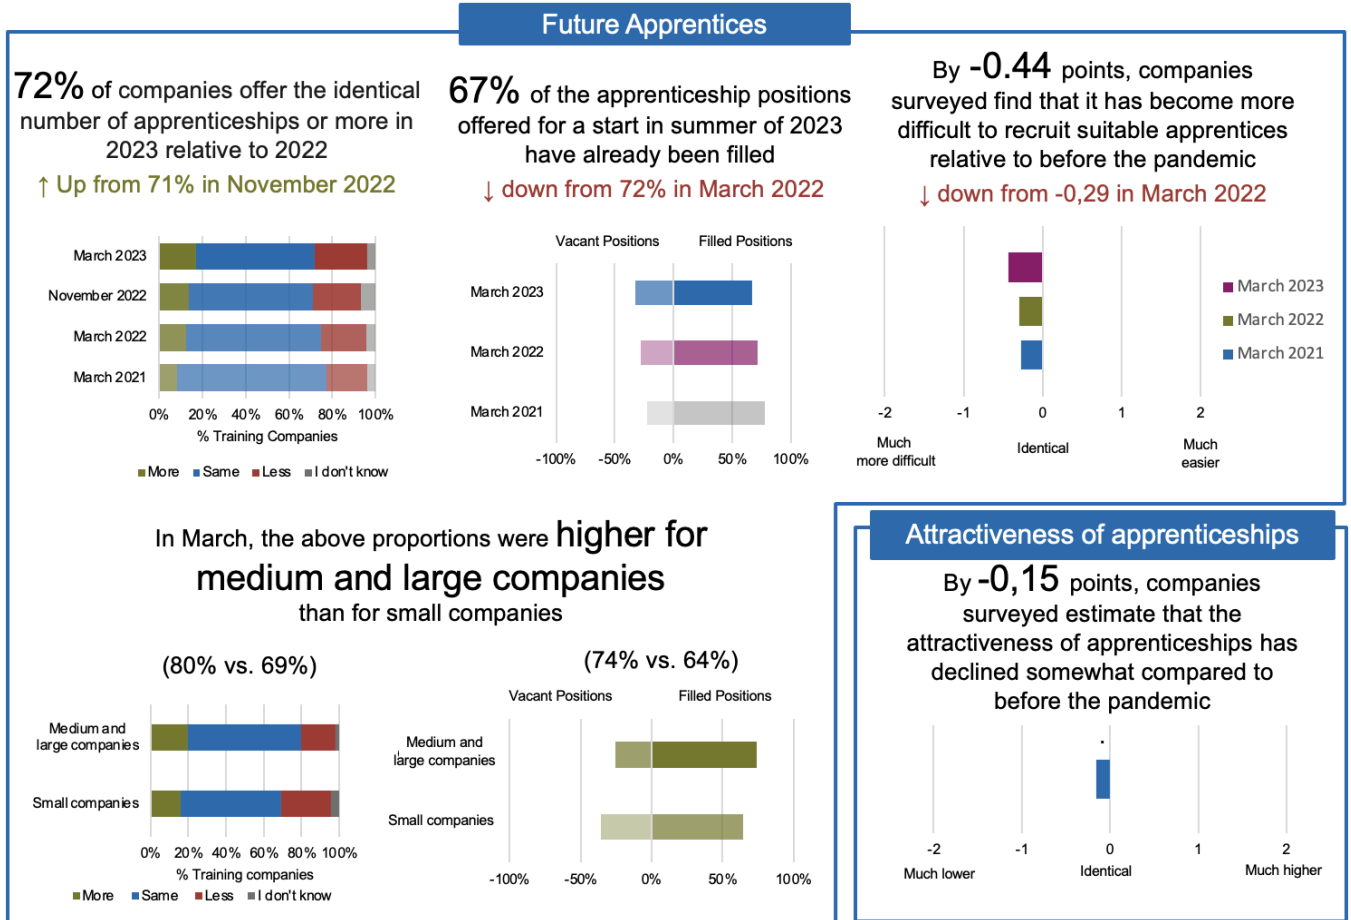 Future Apprentices
72% of companies offer the identical
number of apprenticeships or more in
2023 relative to 2022
↑ Up from 71% in November 2022
March 2023
November 2022
March 2022
March 2021
0% 20% 40% 60% 80% 100%
% Training Companies
More Same Less I don't know
67% of the apprenticeship positions
offered for a start in summer of 2023
have already been filled
↓ down from 72% in March 2022
Vacant Positions Filled Positions
March 2023
March 2022
March 2021
-100% -50% 0% 50% 100%
By -0.44 points, companies
surveyed find that it has become more
difficult to recruit suitable apprentices
relative to before the pandemic
↓ down from -0,29 in March 2022
March 2023
March 2022
March 2021
-2 -1 0 1 2
Much
more difficult
Identical
Much
easier
In March, the above proportions were higher for
medium and large companies
than for small companies
(80% vs. 69%)
Medium and
large companies
Small companies
0% 20% 40% 60% 80% 100%
% Training companies
More Same Less I don't know
(74% vs. 64%)
Vacant Positions Filled Positions
Medium and
large companies
Small companies
-100% -50% 0% 50% 100%
Attractiveness of apprenticeships
By -0,15 points, companies
surveyed estimate that the
attractiveness of apprenticeships has
declined somewhat compared to
before the pandemic
-2 -1 0 1 2
Much lower Identical Much higher